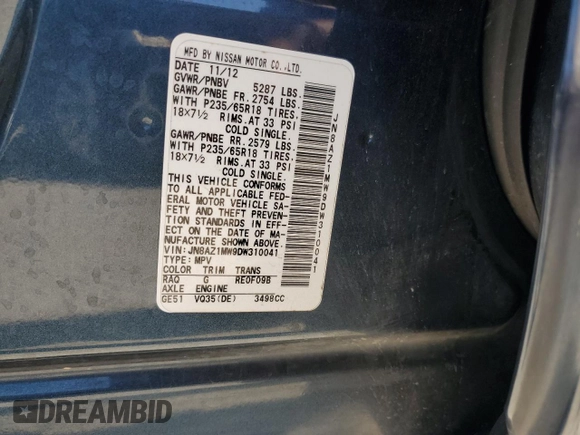 MFD BY NISSAN MOTOR CO.,LTD.
DATE 11/12
GVWR/PNBV 5287 LBS.
GAWR/PNBE FR. 2754 LBS.
WITH P235/65R18 TIRES.
18×7½ RIMS.AT 33 PSI
COLD SINGLE.
GAWR/PNBE RR. 2579 LBS.
WITH P235/65R18 TIRES.
18×7½ RIMS.AT 33 PSI
COLD SINGLE.
THIS VEHICLE CONFORMS
TO ALL APPLICABLE FED-
ERAL MOTOR VEHICLE SA-
FETY AND THEFT PREVEN-
TION STANDARDS IN EFF-
ECT ON THE DATE OF MA-
NUFACTURE SHOWN ABOVE.
VIN:JN8AZ1MW9DW310041
TYPE:MPV
COLOR TRIM TRANS
RAQ G RE0F09B
AXLE ENGINE
GE51 VQ35(DE) 3498CC
JN8AZ1MW9DW310041
DREAMBID